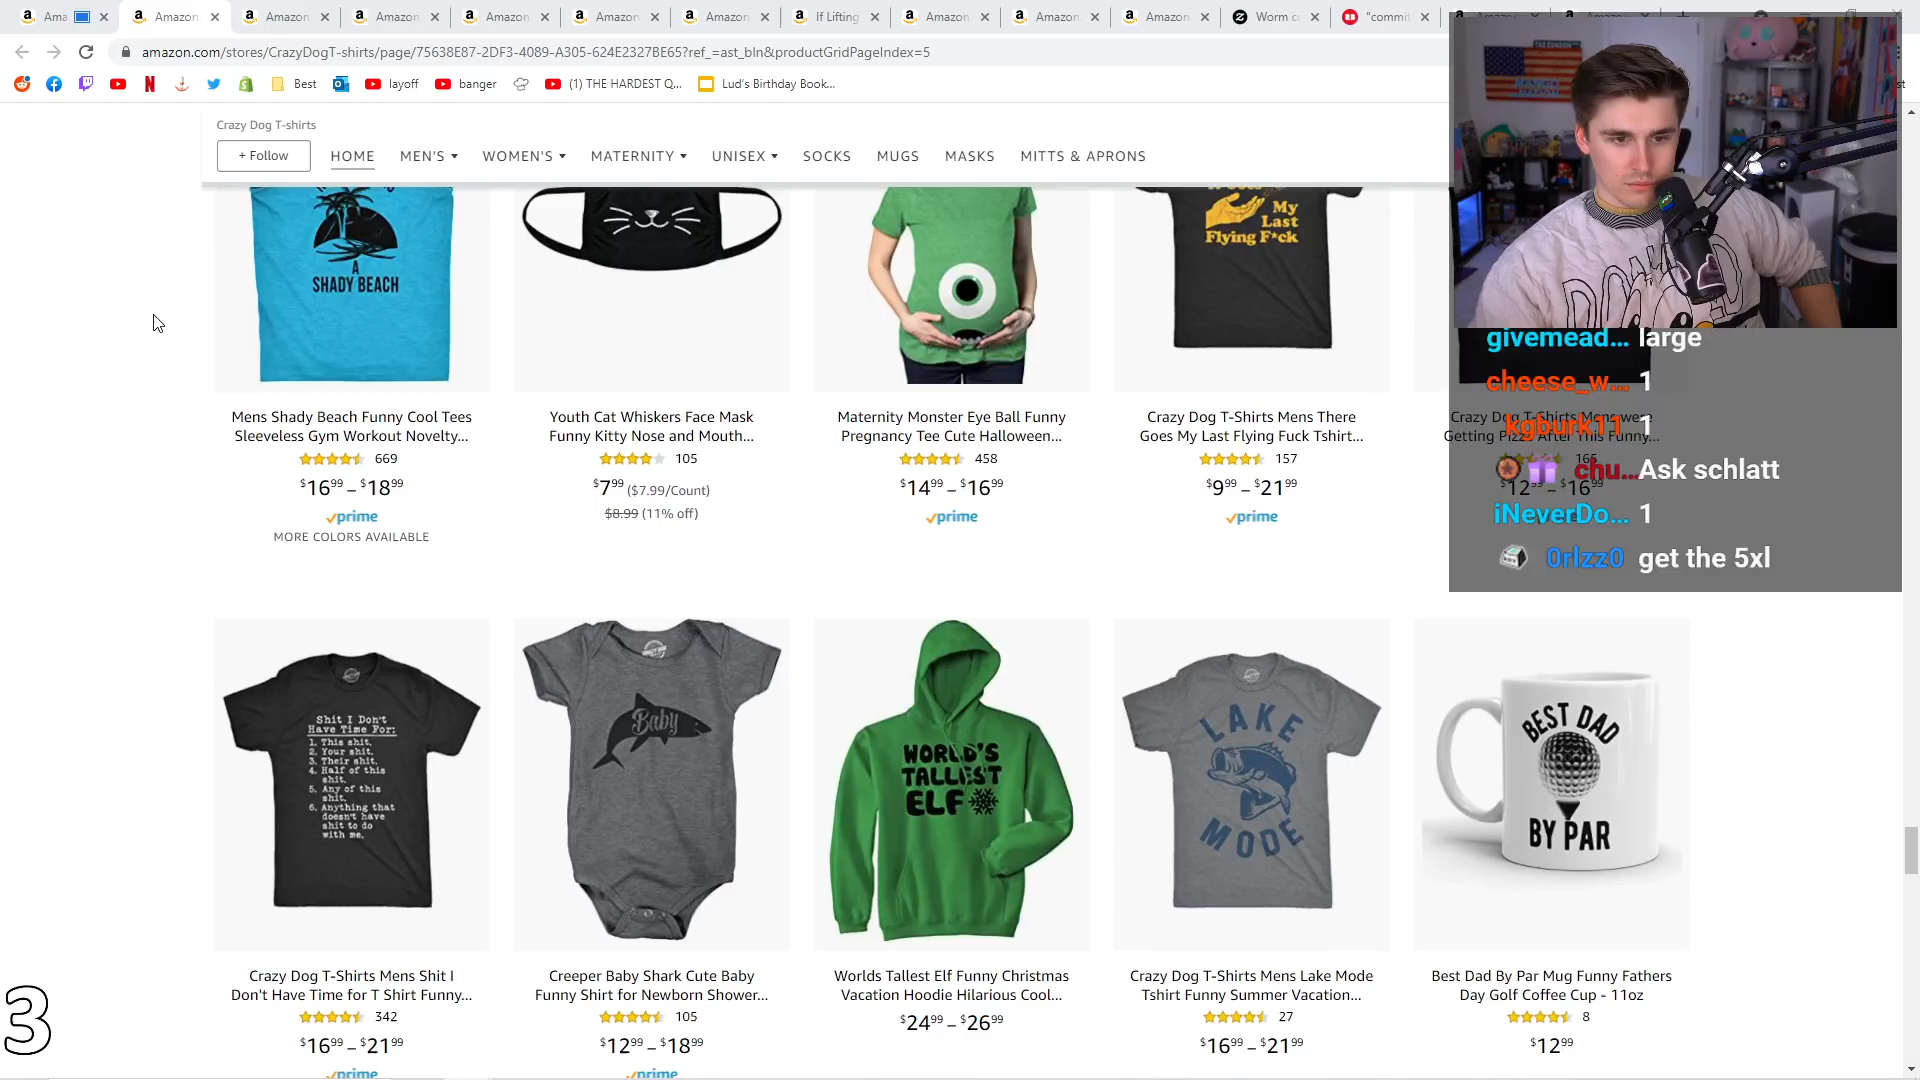 Ama
Amazon.
Amazon
Amazon.
Amazon.
Amazon.
Amazon.
If Lifting
Amazon.
Amazon.
Amazon.
Worm c
"commit
amazon.com/stores/CrazyDogT-shirts/page/75638E87-2DF3-4089-A305-624E2327BE65?ref_=ast_bln&productGridPageIndex=5
Best
layoff
banger
(1) THE HARDEST Q...
Lud's Birthday Book...
Crazy Dog T-shirts
+ Follow
HOME
MEN'S
WOMEN'S
MATERNITY
UNISEX
SOCKS
MUGS
MASKS
MITTS & APRONS
A
SHADY BEACH
My
Last
Flying F*ck
givemead... large
cheese_w... 1
kgburk11 1
chu... Ask schlatt
iNeverDo... 1
0rlzz0 get the 5xl
Mens Shady Beach Funny Cool Tees
Sleeveless Gym Workout Novelty...
669
$16.99 – $18.99
prime
MORE COLORS AVAILABLE
Youth Cat Whiskers Face Mask
Funny Kitty Nose and Mouth...
105
$7.99 ($7.99/Count)
$8.99 (11% off)
Maternity Monster Eye Ball Funny
Pregnancy Tee Cute Halloween...
458
$14.99 – $16.99
prime
Crazy Dog T-Shirts Mens There
Goes My Last Flying Fuck Tshirt...
157
$9.99 – $21.99
prime
Crazy Dog T-Shirts Mens were
Getting Pizza After This Funny...
165
$12.99 – $16.99
Shit I Don't
Have Time For:
1. This shit.
2. Your shit.
3. Their shit.
4. Half of this
shit.
5. Any of this
shit.
6. Anything that
doesn't have
shit to do
with me.
Baby
WORLD'S
TALLEST
ELF
LAKE
MODE
BEST DAD
BY PAR
Crazy Dog T-Shirts Mens Shit I
Don't Have Time for T Shirt Funny...
342
$16.99 – $21.99
prime
Creeper Baby Shark Cute Baby
Funny Shirt for Newborn Shower...
105
$12.99 – $18.99
prime
Worlds Tallest Elf Funny Christmas
Vacation Hoodie Hilarious Cool...
$24.99 – $26.99
Crazy Dog T-Shirts Mens Lake Mode
Tshirt Funny Summer Vacation...
27
$16.99 – $21.99
Best Dad By Par Mug Funny Fathers
Day Golf Coffee Cup - 11oz
8
$12.99
3